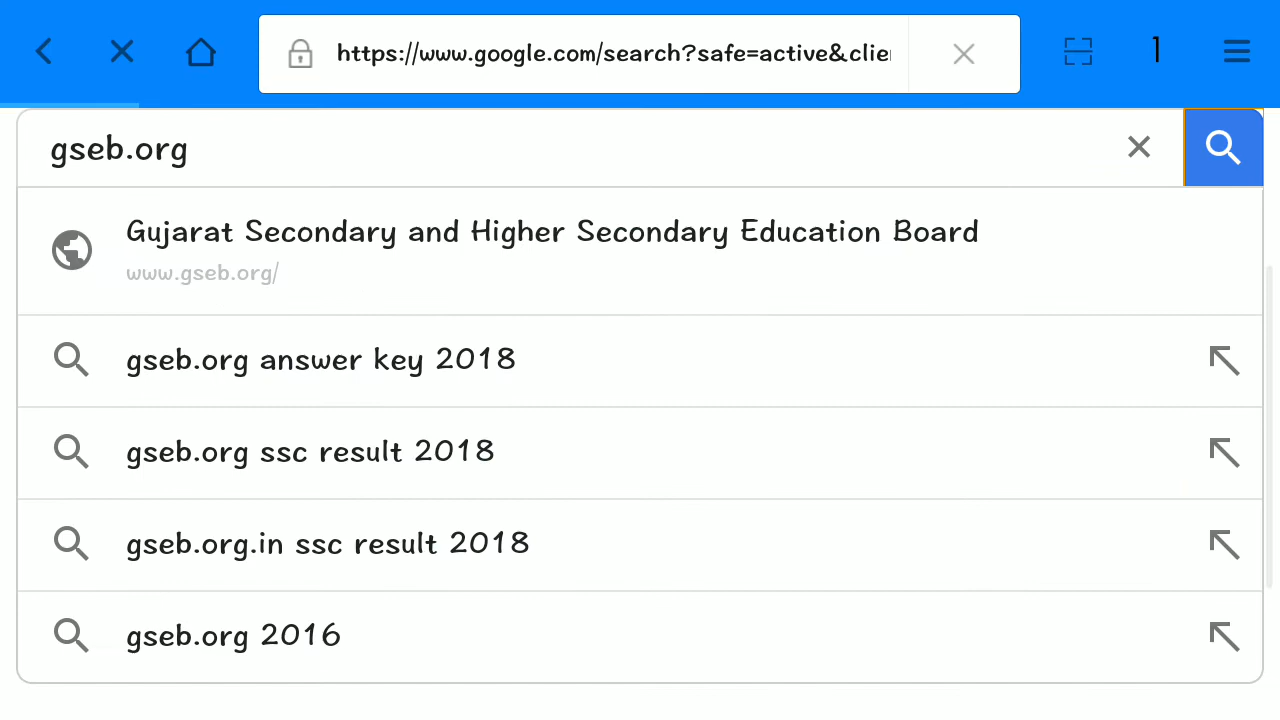 https://www.google.com/search?safe=active&clie
1
gseb.org
Gujarat Secondary and Higher Secondary Education Board
www.gseb.org/
gseb.org answer key 2018
gseb.org ssc result 2018
gseb.org.in ssc result 2018
gseb.org 2016